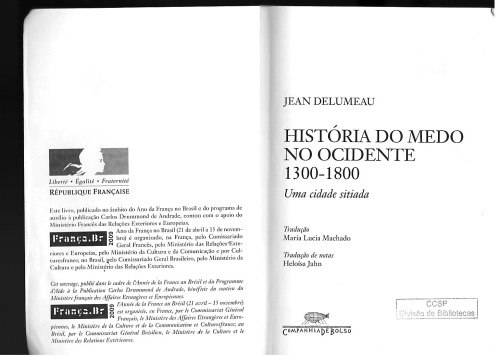 Liberté • Égalité • Fraternité
RÉPUBLIQUE FRANÇAISE
Este livro, publicado no âmbito do Ano da França no Brasil e do programa de
auxílio à publicação Carlos Drummond de Andrade, contou com o apoio do
Ministério Francês das Relações Exteriores e Europeias.
França.Br 2009
Ano da França no Brasil (21 de abril a 15 de novem-
bro) é organizado, na França, pelo Comissariado
Geral Francês, pelo Ministério das Relações Exte-
riores e Europeias, pelo Ministério da Cultura e da Comunicação e por Cul-
turesfrance; no Brasil, pelo Comissariado Geral Brasileiro, pelo Ministério da
Cultura e pelo Ministério das Relações Exteriores.
Cet ouvrage, publié dans le cadre de l'Année de la France au Brésil et du Programme
d'Aide à la Publication Carlos Drummond de Andrade, bénéficie du soutien du
Ministère français des Affaires Etrangères et Européennes.
França.Br 2009
l'Année de la France au Brésil (21 avril – 15 novembre)
est organisée, en France, par le Commissariat Général
Français, le Ministère des Affaires Etrangères et Euro-
péennes, le Ministère de la Culture et de la Communication et Culturesfrance; au
Brésil, par le Commissariat Général Brésilien, le Ministère de la Culture et le
Ministère des Relations Extérieures.
JEAN DELUMEAU
HISTÓRIA DO MEDO
NO OCIDENTE
1300-1800
Uma cidade sitiada
Tradução
Maria Lucia Machado
Tradução de notas
Heloísa Jahn
COMPANHIA DE BOLSO
CCSP
Divisão de Bibliotecas